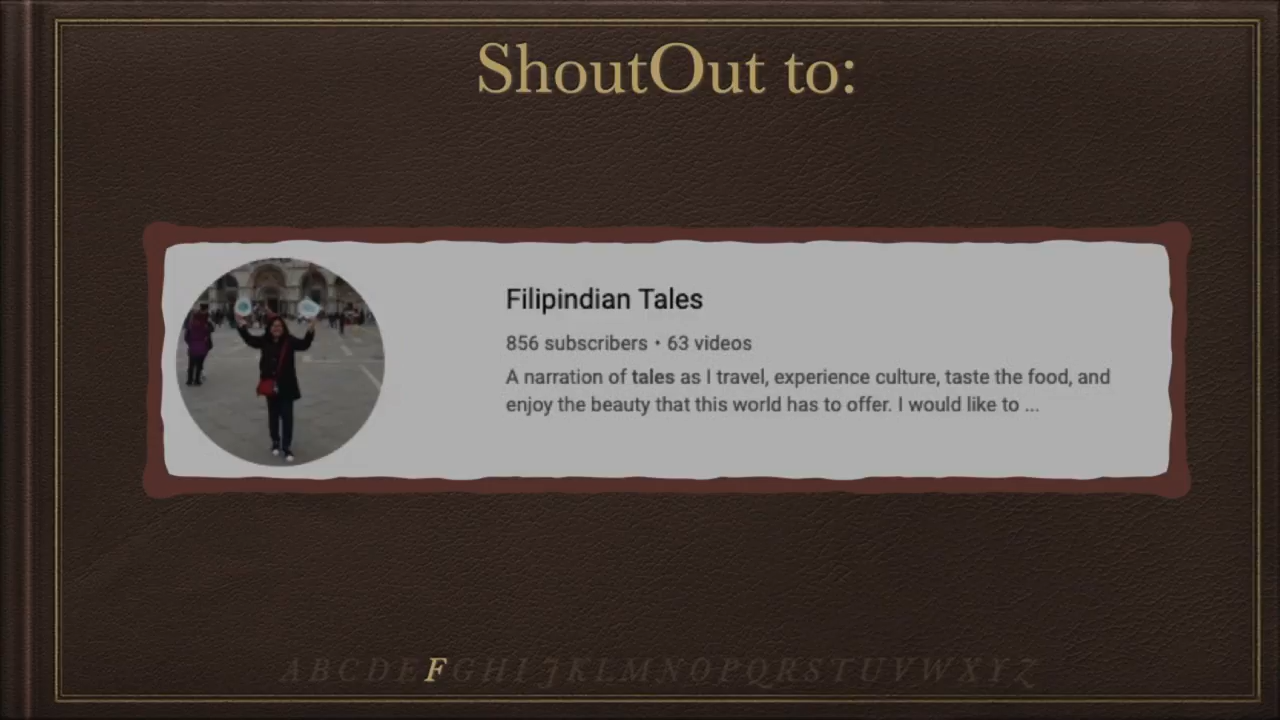 ShoutOut to:
Filipindian Tales
856 subscribers • 63 videos
A narration of tales as I travel, experience culture, taste the food, and
enjoy the beauty that this world has to offer. I would like to ...
A B C D E F G H I J K L M N O P Q R S T U V W X Y Z